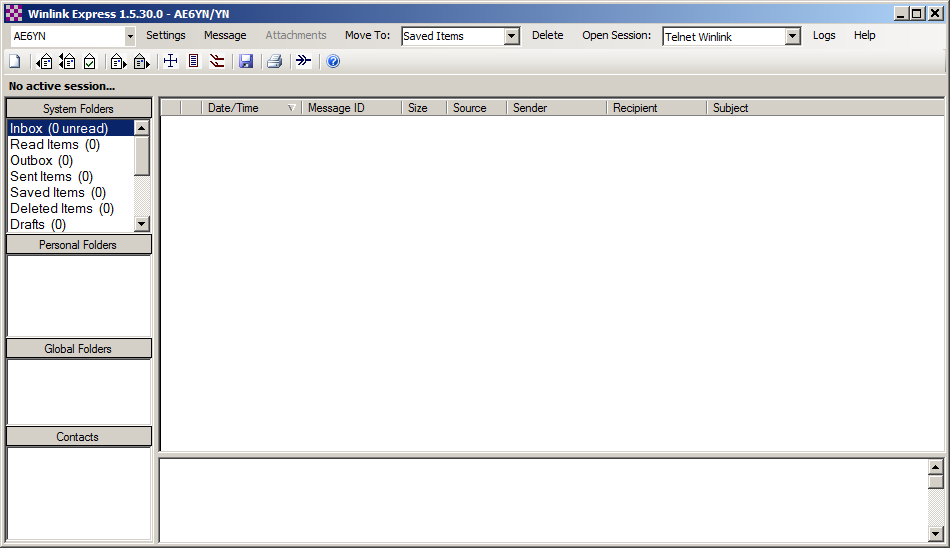 Winlink Express 1.5.30.0 - AE6YN/YN
AE6YN Settings Message Attachments Move To: Saved Items Delete Open Session: Telnet Winlink Logs Help
No active session...
System Folders
Date/Time Message ID Size Source Sender Recipient Subject
Inbox (0 unread)
Read Items (0)
Outbox (0)
Sent Items (0)
Saved Items (0)
Deleted Items (0)
Drafts (0)
Personal Folders
Global Folders
Contacts